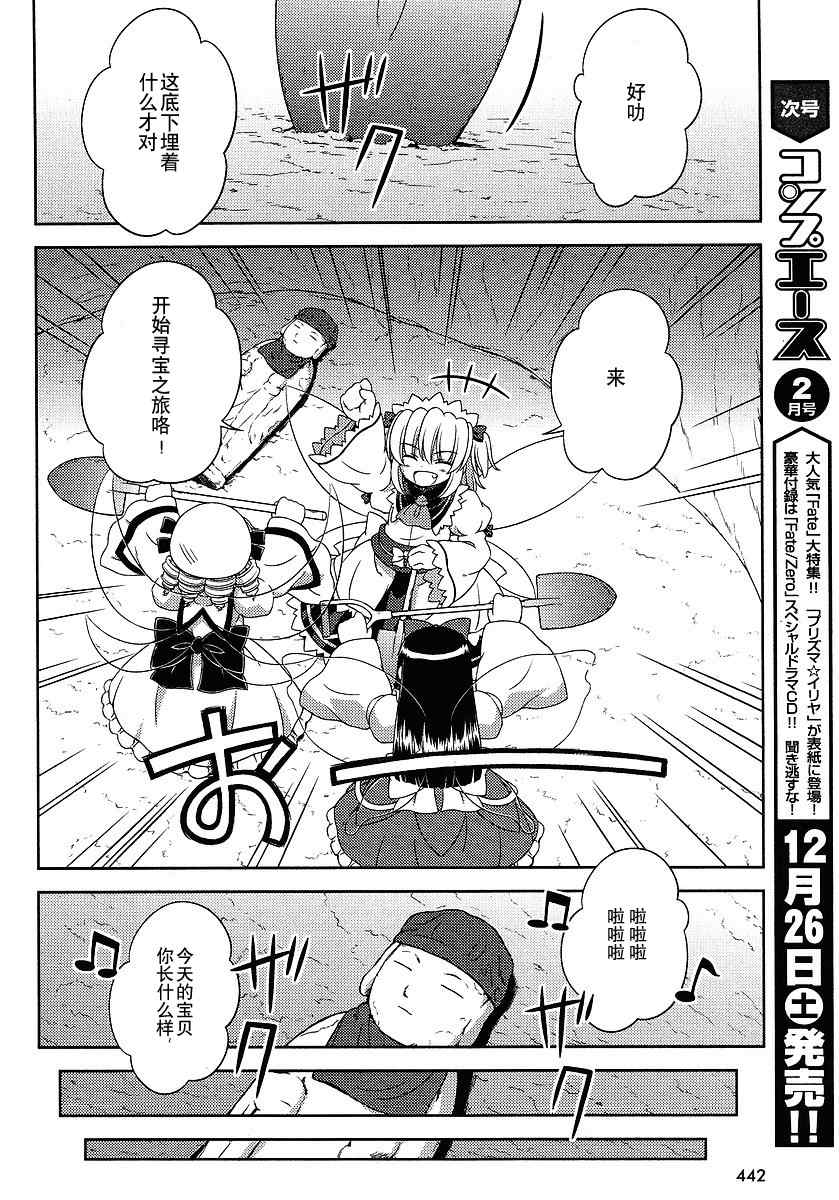 好叻
这底下埋着
什么才对
ザク
来
开始寻宝之旅咯！
おーー
啦啦啦
啦啦啦
今天的宝贝
你长什么样
次号
コンプエース
2月号
大人気「Fate」大特集!! 「プリズマ☆イリヤ」が表紙に登場！
豪華付録は「Fate/Zero」スペシャルドラマCD!! 聞き逃すな！
12月26日㊏発売!!
442